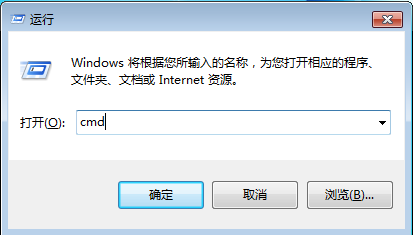 运行
Windows 将根据您所输入的名称，为您打开相应的程序、
文件夹、文档或 Internet 资源。
打开(O): cmd
确定 取消 浏览(B)...